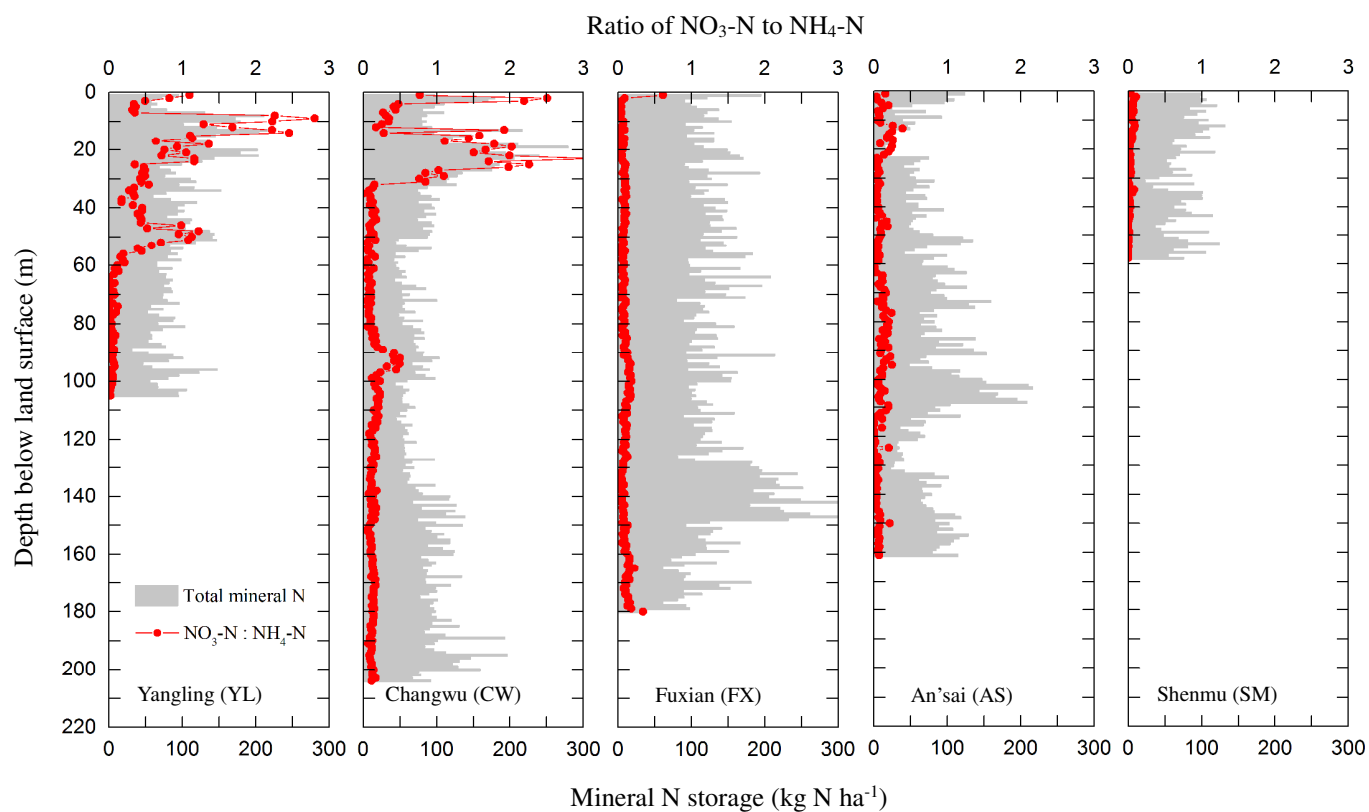 Ratio of NO₃-N to NH₄-N
0 1 2 3 0 1 2 3 0 1 2 3 0 1 2 3 0 1 2 3
0
20
40
60
80
100
120
140
160
180
200
220
Depth below land surface (m)
Total mineral N
NO₃-N : NH₄-N
Yangling (YL) Changwu (CW) Fuxian (FX) An’sai (AS) Shenmu (SM)
0 100 200 300 0 100 200 300 0 100 200 300 0 100 200 300 0 100 200 300
Mineral N storage (kg N ha⁻¹)